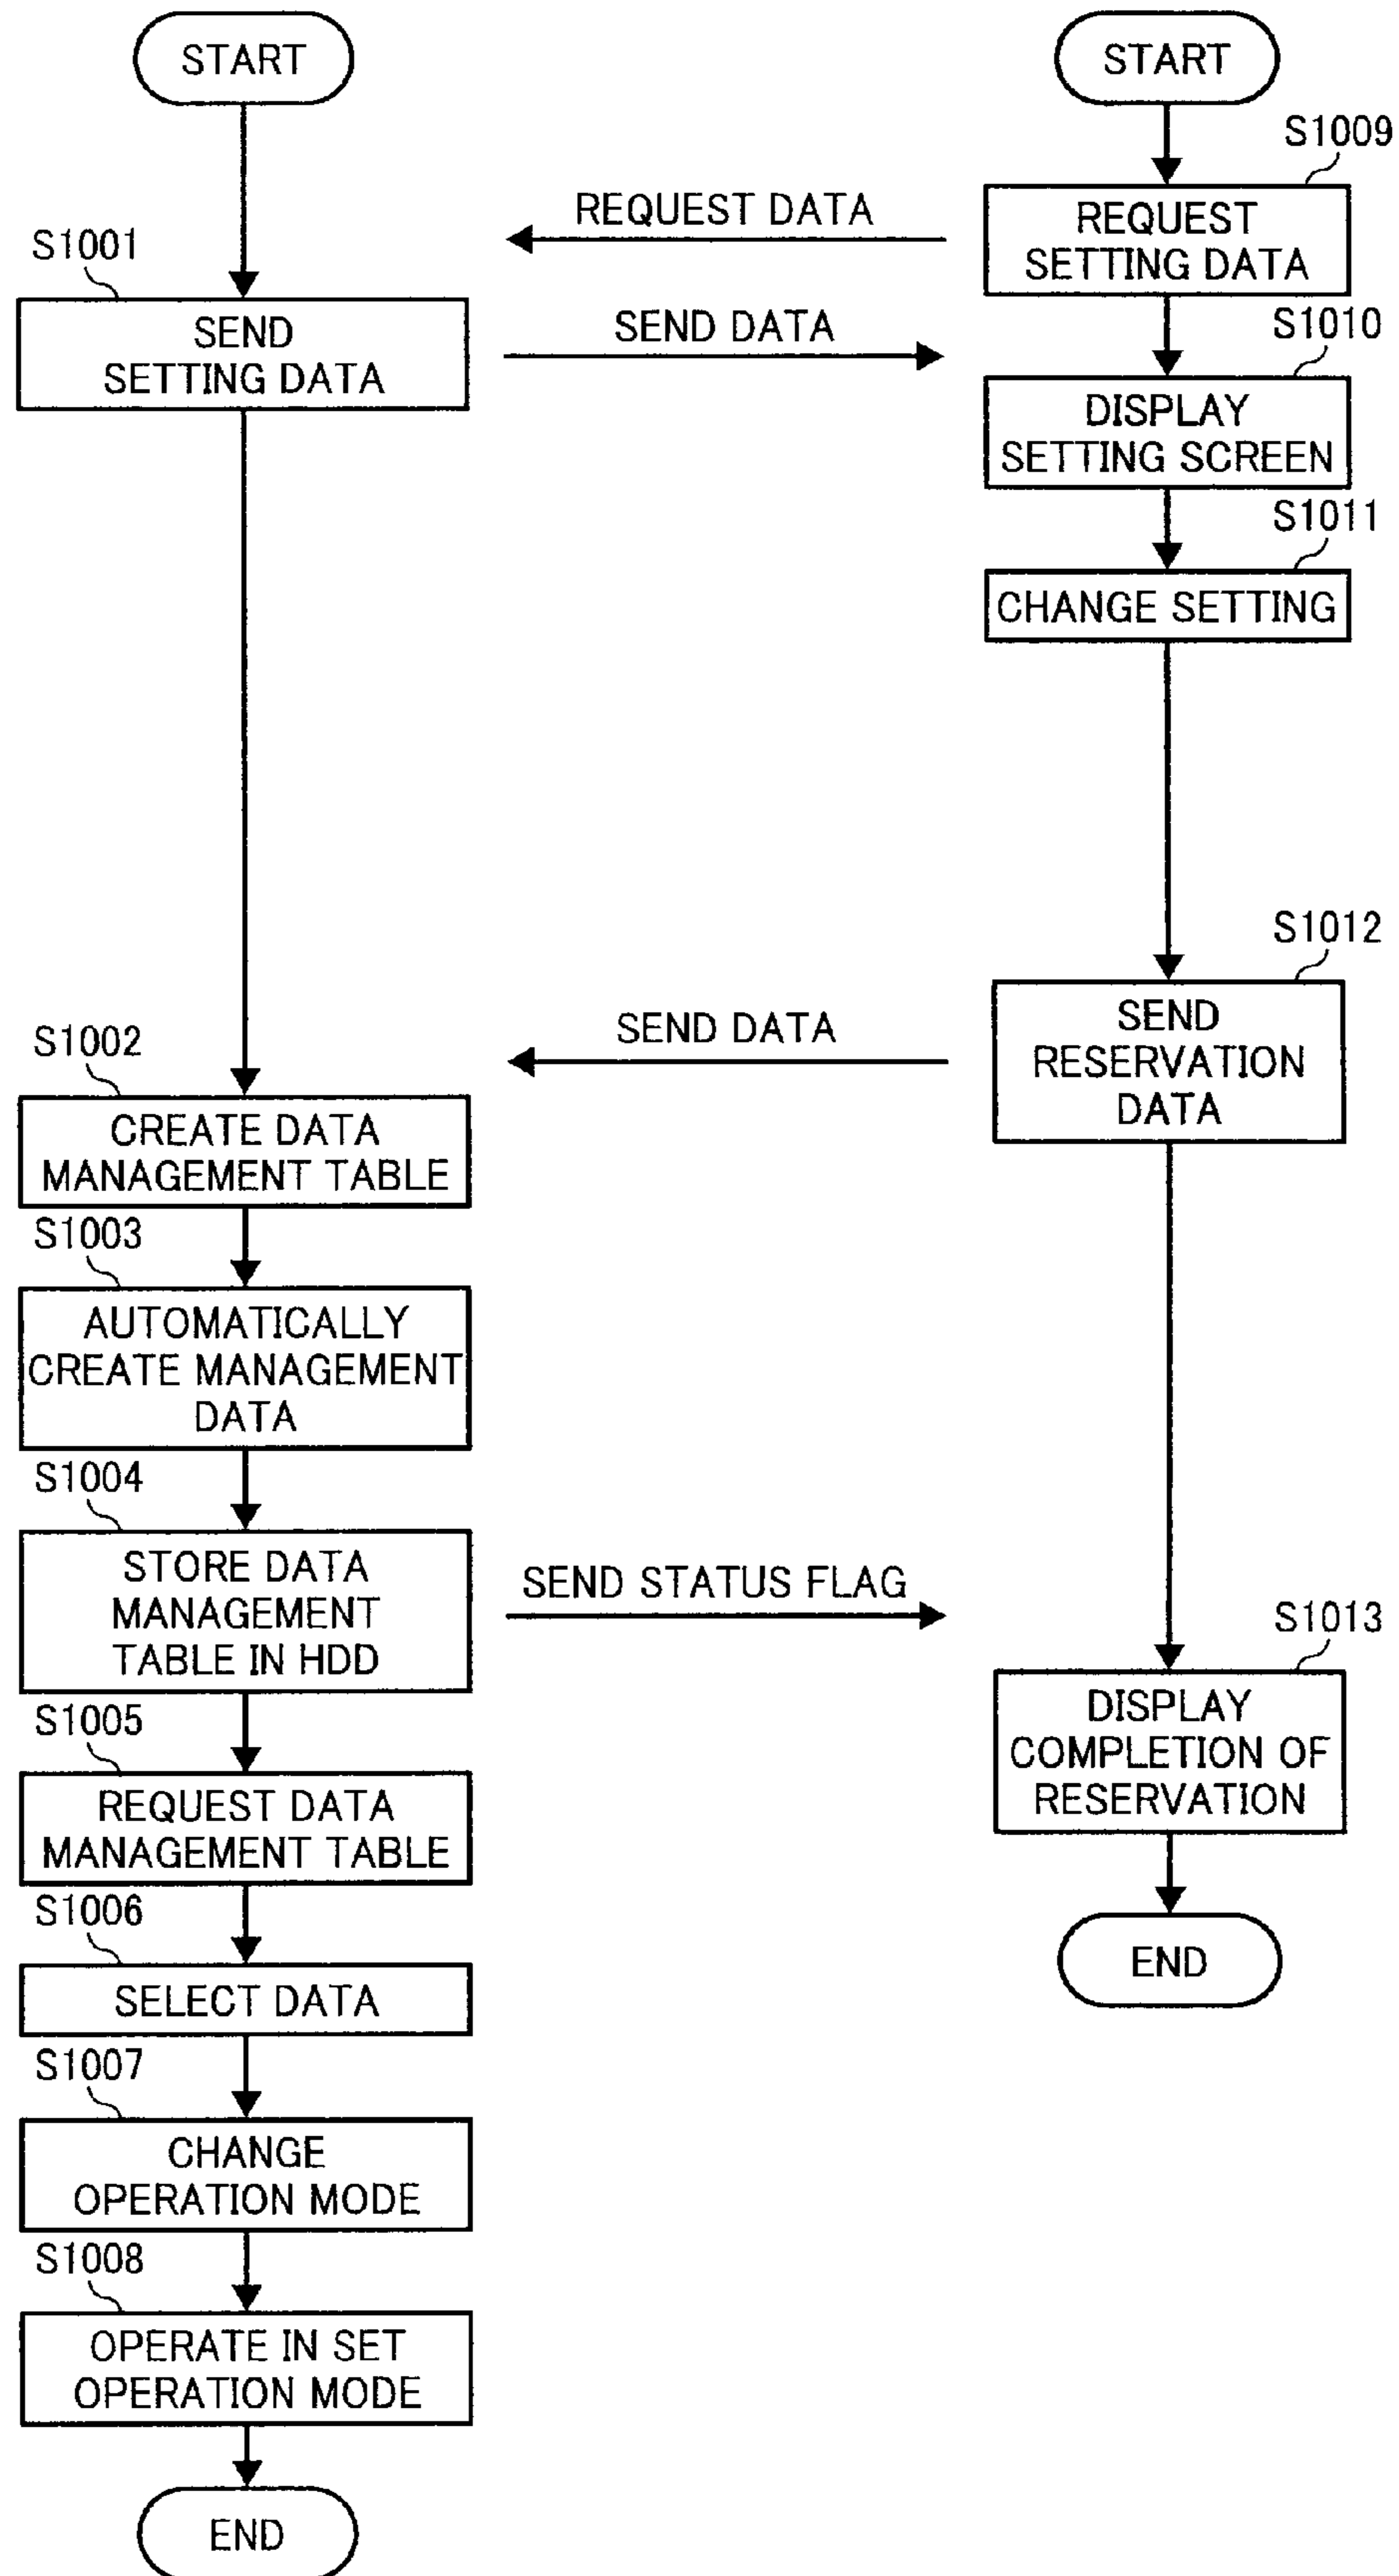 START
START
S1009
REQUEST
SETTING DATA
REQUEST DATA
S1001
SEND
SETTING DATA
SEND DATA
S1010
DISPLAY
SETTING SCREEN
S1011
CHANGE SETTING
S1012
SEND
RESERVATION
DATA
SEND DATA
S1002
CREATE DATA
MANAGEMENT TABLE
S1003
AUTOMATICALLY
CREATE MANAGEMENT
DATA
S1004
STORE DATA
MANAGEMENT
TABLE IN HDD
SEND STATUS FLAG
S1013
DISPLAY
COMPLETION OF
RESERVATION
S1005
REQUEST DATA
MANAGEMENT TABLE
END
S1006
SELECT DATA
S1007
CHANGE
OPERATION MODE
S1008
OPERATE IN SET
OPERATION MODE
END